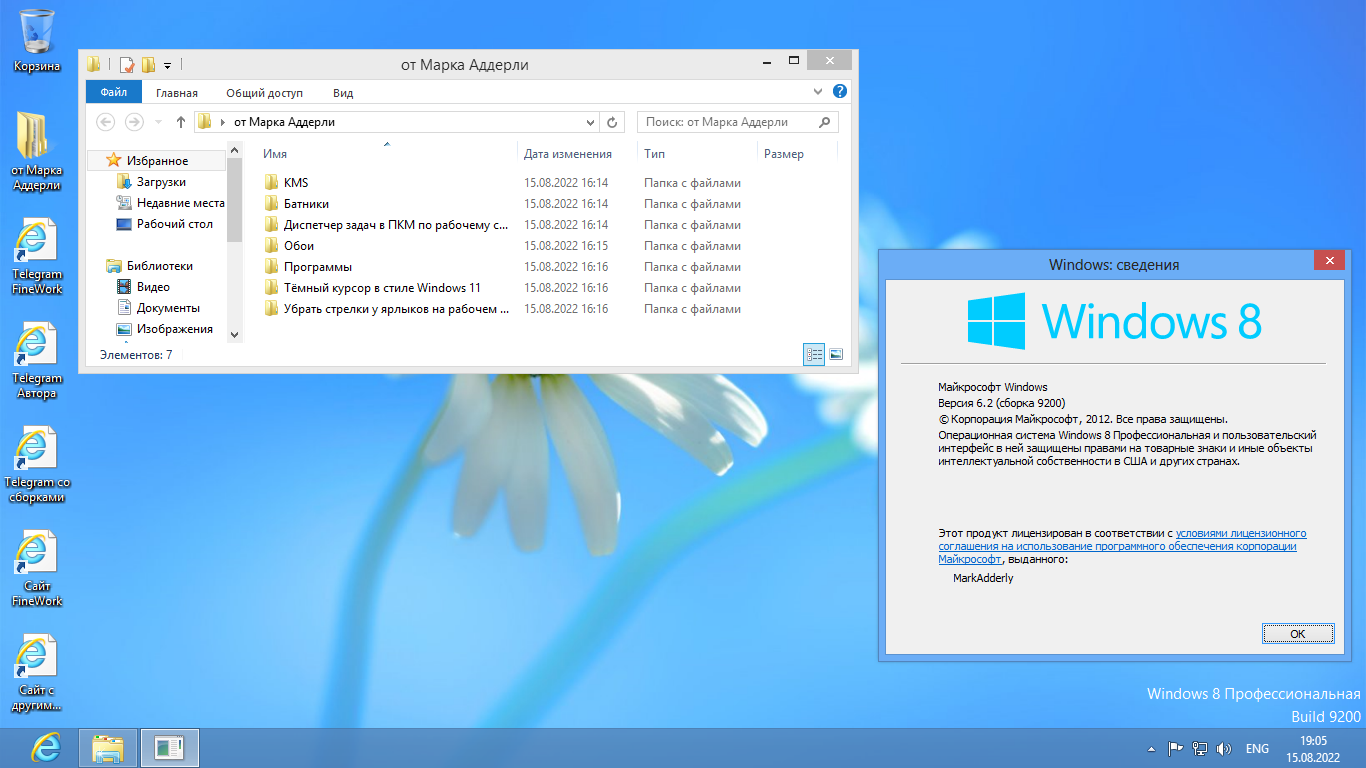 Корзина
от Марка
Аддерли
Telegram
FineWork
Telegram
Автора
Telegram со
сборками
Сайт
FineWork
Сайт с
другим...
от Марка Аддерли
Файл
Главная
Общий доступ
Вид
от Марка Аддерли
Поиск: от Марка Аддерли
Избранное
Загрузки
Недавние места
Рабочий стол
Библиотеки
Видео
Документы
Изображения
Имя Дата изменения Тип Размер
KMS 15.08.2022 16:14 Папка с файлами
Батники 15.08.2022 16:14 Папка с файлами
Диспетчер задач в ПКМ по рабочему с... 15.08.2022 16:14 Папка с файлами
Обои 15.08.2022 16:15 Папка с файлами
Программы 15.08.2022 16:16 Папка с файлами
Тёмный курсор в стиле Windows 11 15.08.2022 16:16 Папка с файлами
Убрать стрелки у ярлыков на рабочем ... 15.08.2022 16:16 Папка с файлами
Элементов: 7
Windows: сведения
Windows 8
Майкрософт Windows
Версия 6.2 (сборка 9200)
© Корпорация Майкрософт, 2012. Все права защищены.
Операционная система Windows 8 Профессиональная и пользовательский
интерфейс в ней защищены правами на товарные знаки и иные объекты
интеллектуальной собственности в США и других странах.
Этот продукт лицензирован в соответствии с условиями лицензионного
соглашения на использование программного обеспечения корпорации
Майкрософт, выданного:
MarkAdderly
OK
Windows 8 Профессиональная
Build 9200
ENG
19:05
15.08.2022